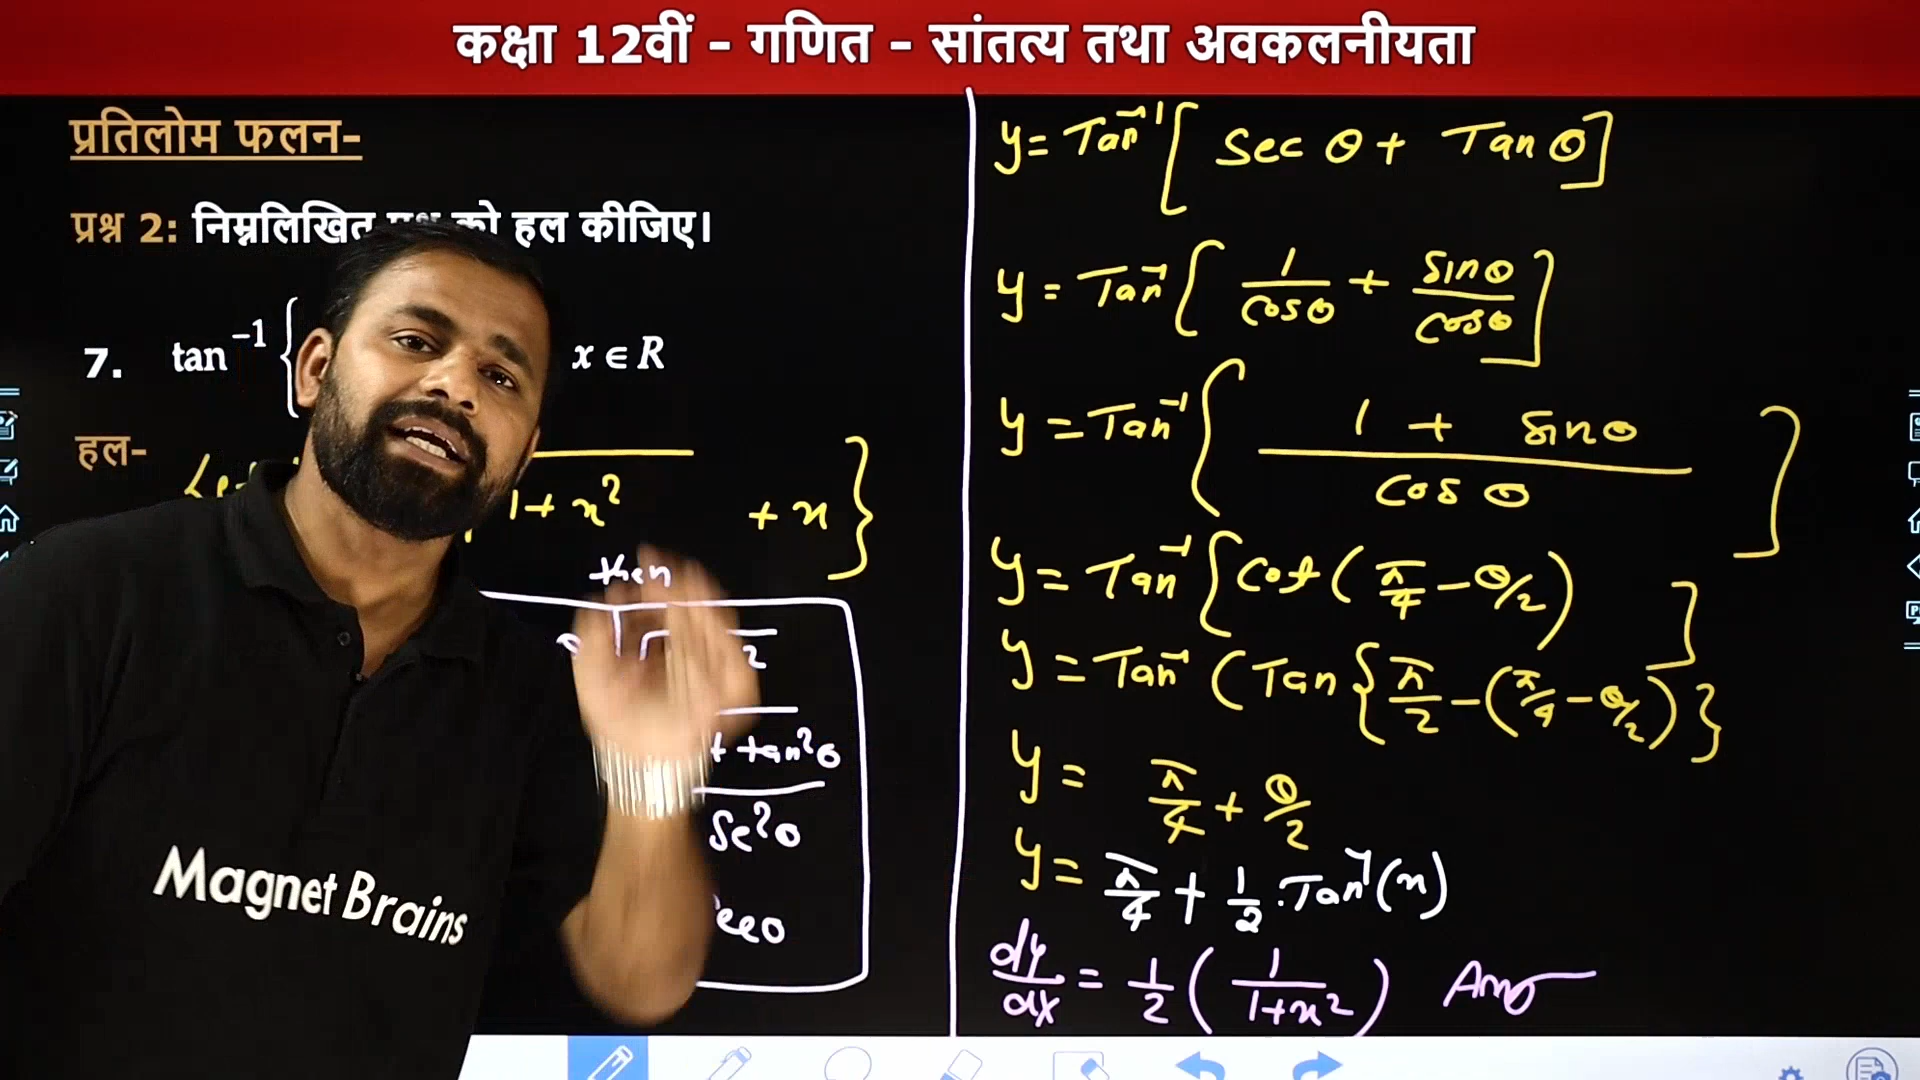 कक्षा 12वीं - गणित - सांतत्य तथा अवकलनीयता
प्रतिलोम फलन-
प्रश्न 2: निम्नलिखित को हल कीजिए।
7. tan⁻¹ { x ∈ R
हल-
1+x² + x }
then
+ tan²θ
Sec²θ
Magnet Brains
y = Tan⁻¹[ Sec θ + Tan θ ]
y = Tan⁻¹[ 1/cosθ + sinθ/cosθ ]
y = Tan⁻¹[ (1 + sinθ)/cosθ ]
y = Tan⁻¹[ cot(π/4 - θ/2) ]
y = Tan⁻¹( Tan { π/2 - (π/4 - θ/2) }
y = π/4 + θ/2
y = π/4 + 1/2 . Tan⁻¹(x)
dy/dx = 1/2 ( 1/(1+x²) ) Ans